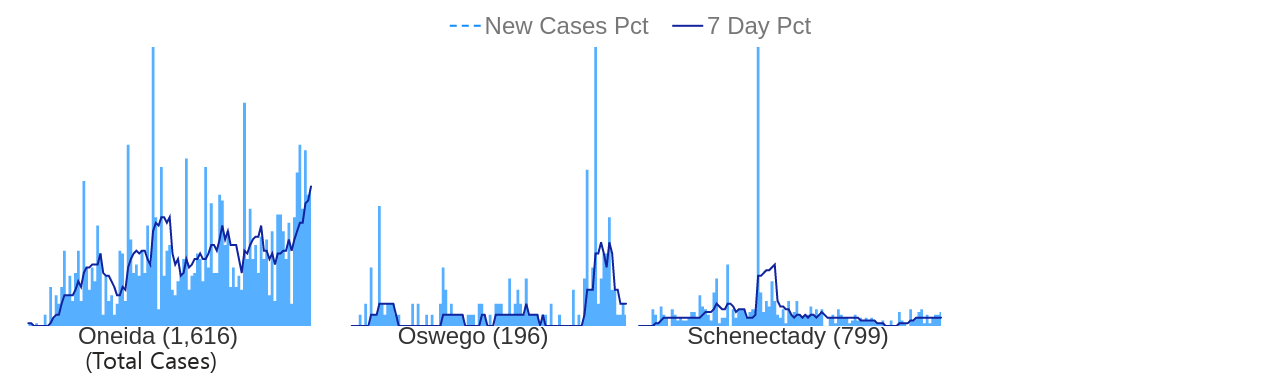 New Cases Pct 7 Day Pct
Oneida (1,616) Oswego (196) Schenectady (799)
(Total Cases)